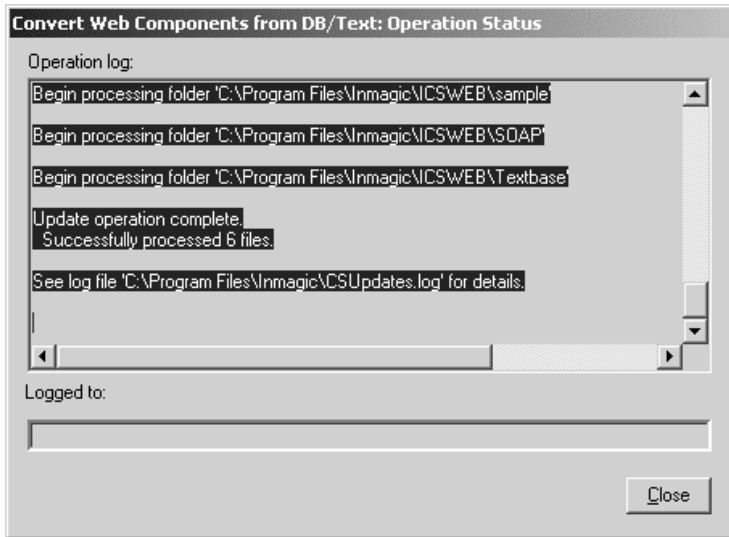 Convert Web Components from DB/Text: Operation Status
Operation log:
Begin processing folder 'C:\Program Files\Inmagic\ICSWEB\sample'
Begin processing folder 'C:\Program Files\Inmagic\ICSWEB\SOAP'
Begin processing folder 'C:\Program Files\Inmagic\ICSWEB\Textbase'
Update operation complete.
Successfully processed 6 files.
See log file 'C:\Program Files\Inmagic\CSUpdates.log' for details.
Logged to:
Close